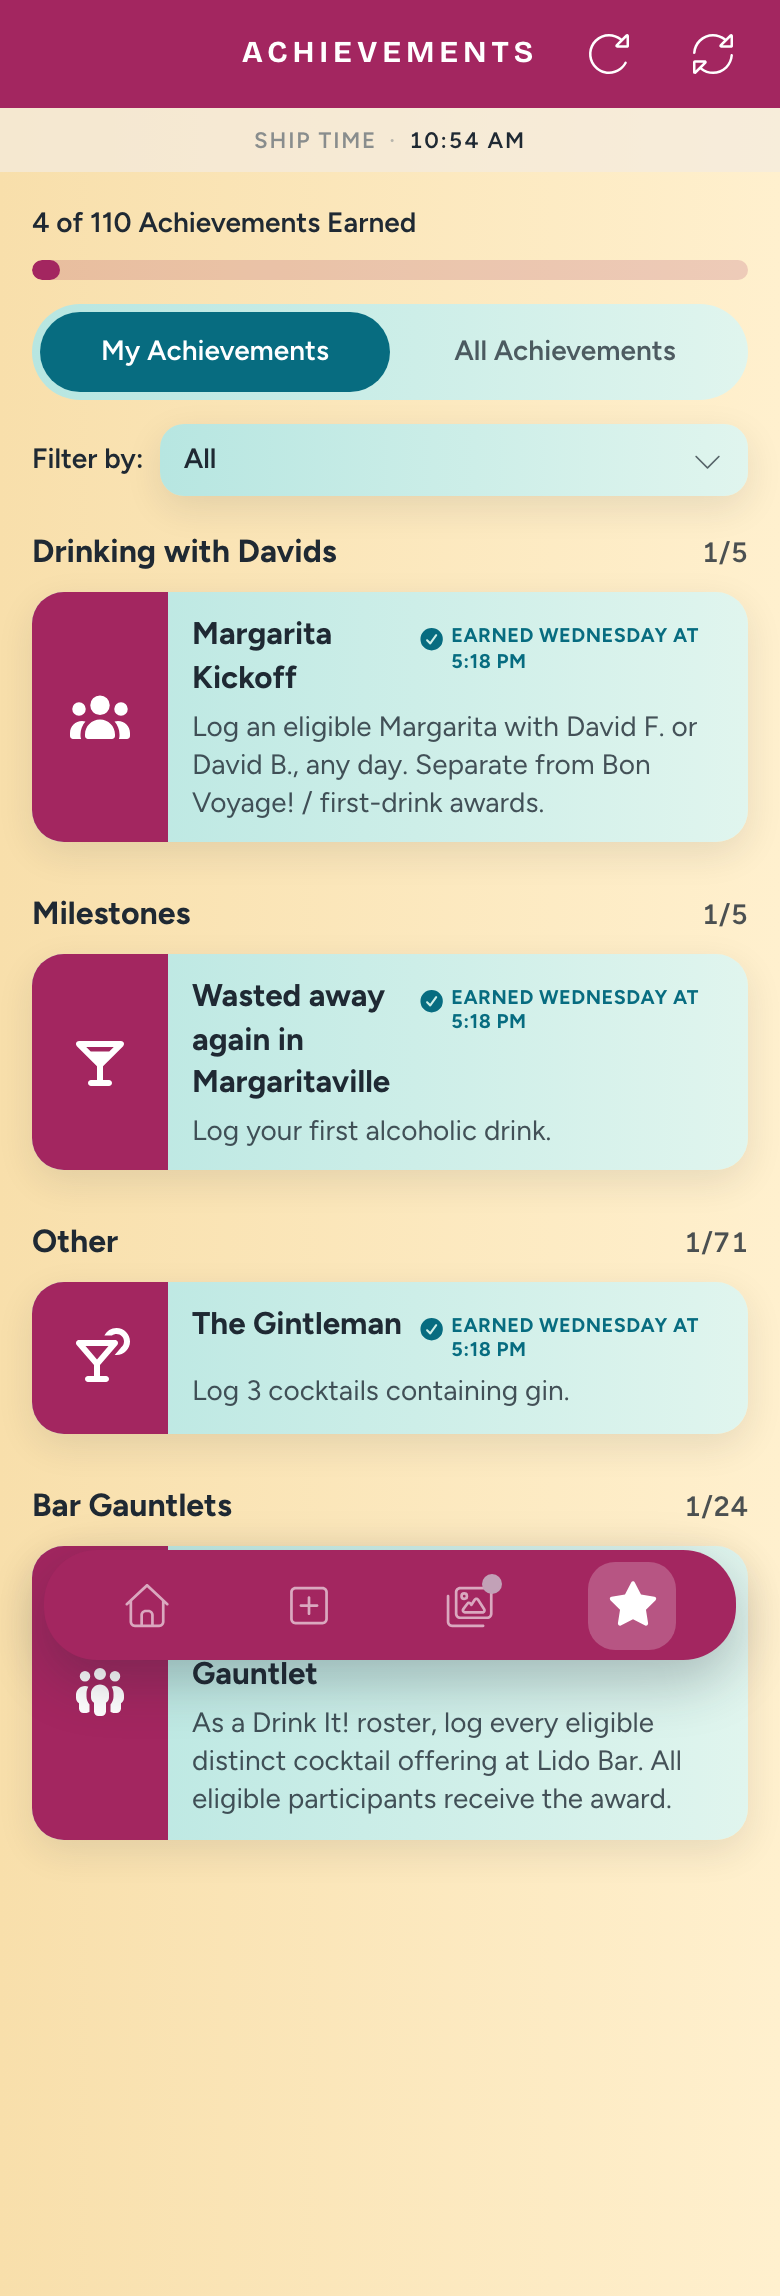 ACHIEVEMENTS
SHIP TIME · 10:54 AM
4 of 110 Achievements Earned
My Achievements
All Achievements
Filter by:
All
Drinking with Davids
1/5
Margarita
Kickoff
EARNED WEDNESDAY AT
5:18 PM
Log an eligible Margarita with David F. or
David B., any day. Separate from Bon
Voyage! / first-drink awards.
Milestones
1/5
Wasted away
again in
Margaritaville
EARNED WEDNESDAY AT
5:18 PM
Log your first alcoholic drink.
Other
1/71
The Gintleman
EARNED WEDNESDAY AT
5:18 PM
Log 3 cocktails containing gin.
Bar Gauntlets
1/24
Gauntlet
As a Drink It! roster, log every eligible
distinct cocktail offering at Lido Bar. All
eligible participants receive the award.